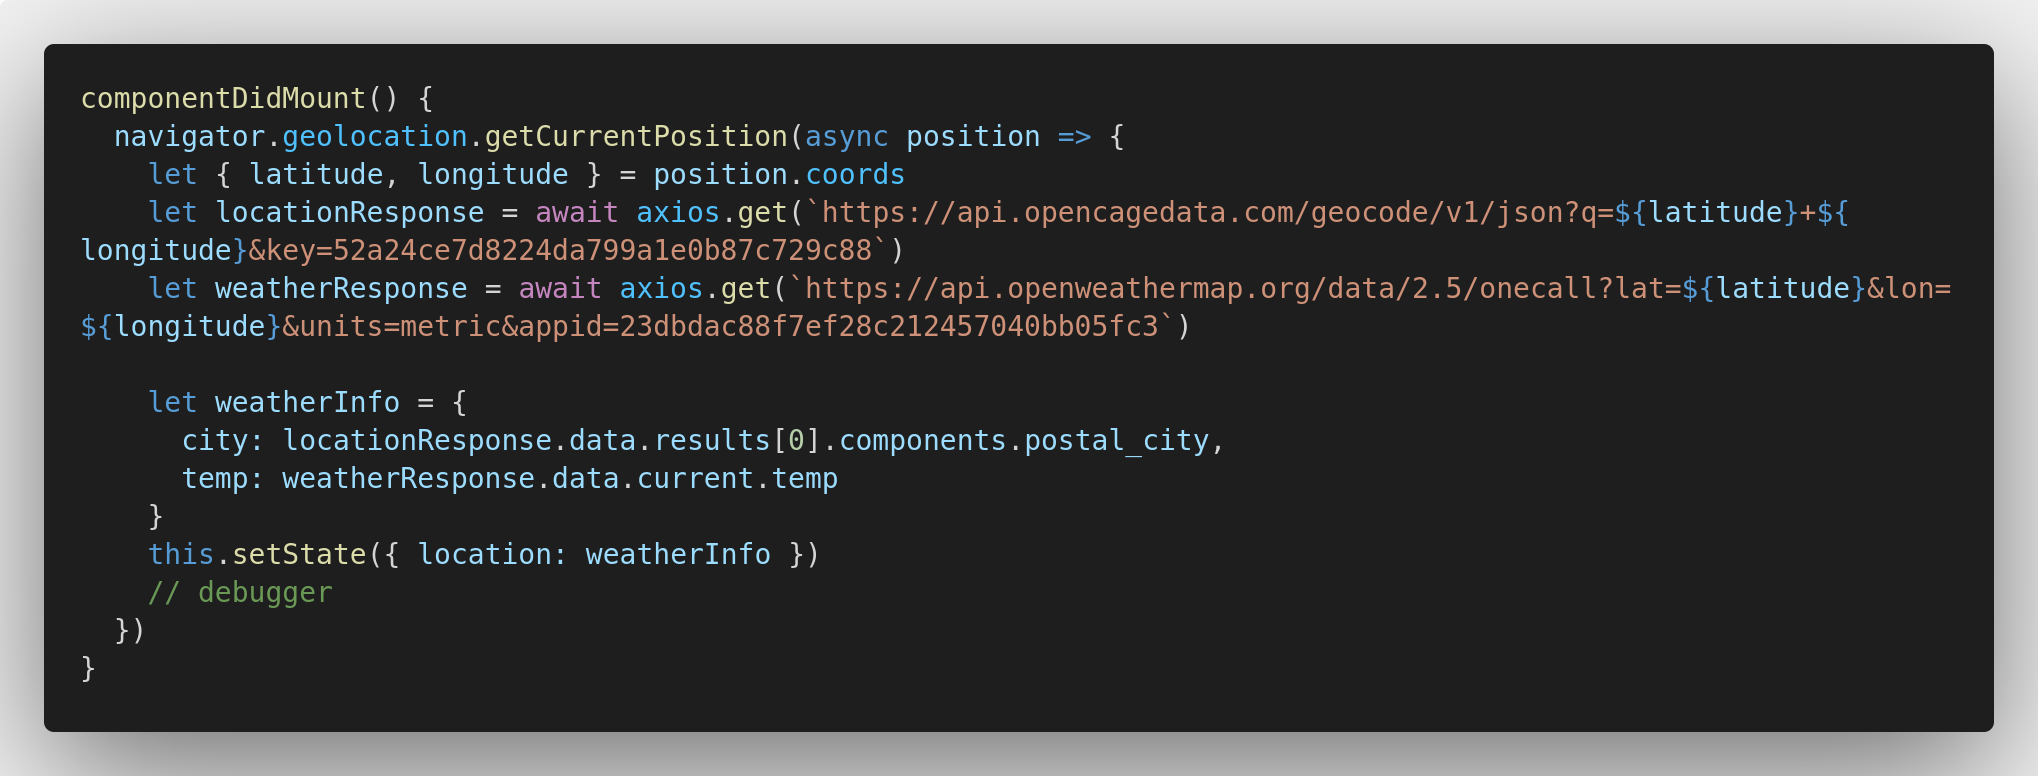 componentDidMount() {
  navigator.geolocation.getCurrentPosition(async position => {
    let { latitude, longitude } = position.coords
    let locationResponse = await axios.get(`https://api.opencagedata.com/geocode/v1/json?q=${latitude}+${
longitude}&key=52a24ce7d8224da799a1e0b87c729c88`)
    let weatherResponse = await axios.get(`https://api.openweathermap.org/data/2.5/onecall?lat=${latitude}&lon=
${longitude}&units=metric&appid=23dbdac88f7ef28c212457040bb05fc3`)

    let weatherInfo = {
      city: locationResponse.data.results[0].components.postal_city,
      temp: weatherResponse.data.current.temp
    }
    this.setState({ location: weatherInfo })
    // debugger
  })
}